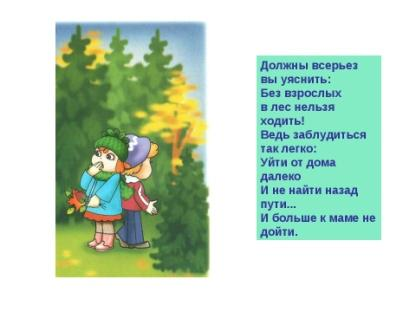 Должны всерьез
вы уяснить:
Без взрослых
в лес нельзя
ходить!
Ведь заблудиться
так легко:
Уйти от дома
далеко
И не найти назад
пути...
И больше к маме не
дойти.